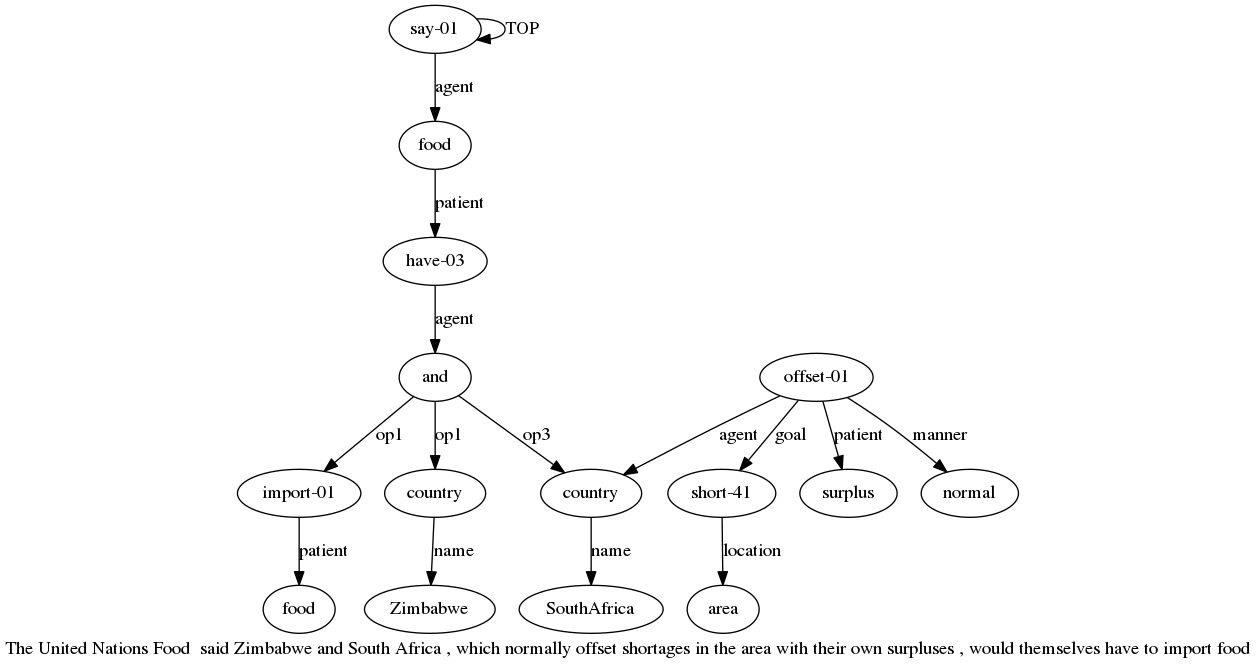 say-01
TOP
agent
food
patient
have-03
agent
and
offset-01
op1
op1
op3
agent
goal
patient
manner
import-01
country
country
short-41
surplus
normal
patient
name
name
location
food
Zimbabwe
SouthAfrica
area
The United Nations Food  said Zimbabwe and South Africa , which normally offset shortages in the area with their own surpluses , would themselves have to import food